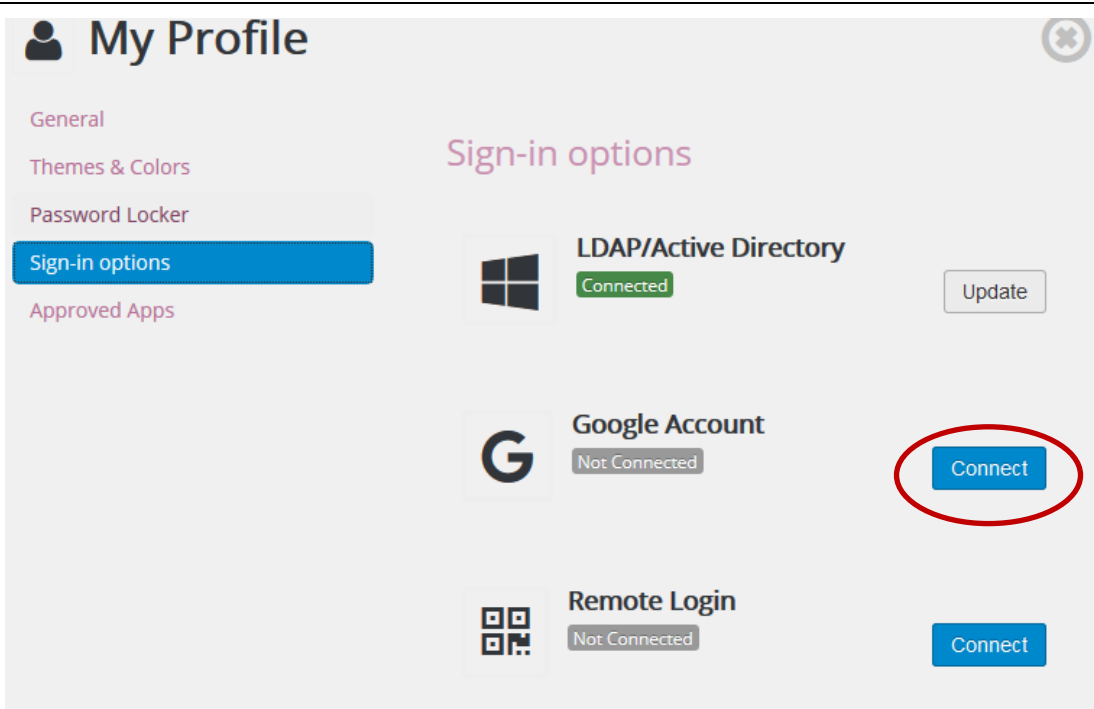 My Profile
General
Themes & Colors
Password Locker
Sign-in options
Approved Apps
Sign-in options
LDAP/Active Directory
Connected
Update
Google Account
Not Connected
Connect
Remote Login
Not Connected
Connect